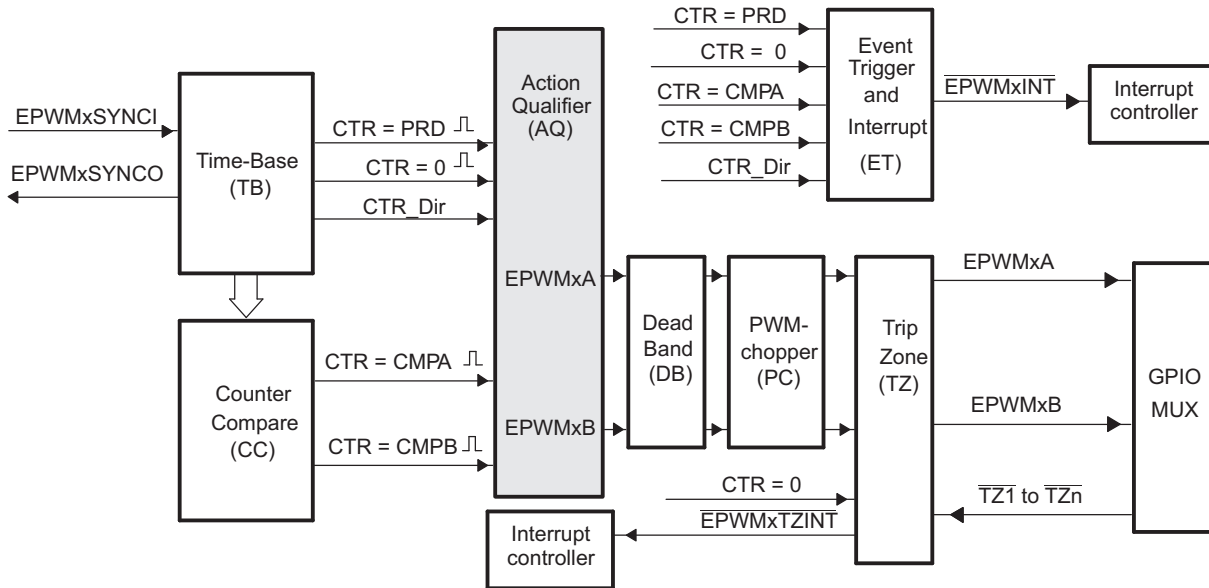 EPWMxSYNCI
EPWMxSYNCO
Time-Base
(TB)
CTR = PRD
CTR = 0
CTR_Dir
Counter
Compare
(CC)
CTR = CMPA
CTR = CMPB
Action
Qualifier
(AQ)
EPWMxA
EPWMxB
CTR = PRD
CTR = 0
CTR = CMPA
CTR = CMPB
CTR_Dir
Event
Trigger
and
Interrupt
(ET)
EPWMxINT
Interrupt
controller
Dead
Band
(DB)
PWM-
chopper
(PC)
Trip
Zone
(TZ)
EPWMxA
EPWMxB
TZ1 to TZn
GPIO
MUX
CTR = 0
EPWMxTZINT
Interrupt
controller